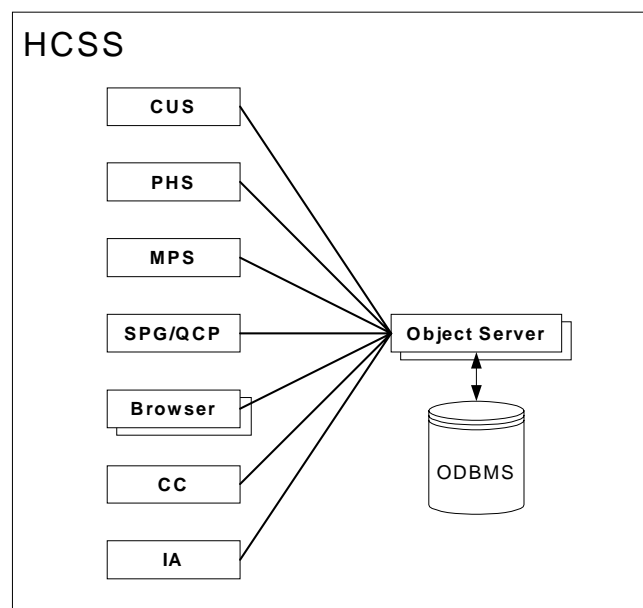 HCSS
CUS
PHS
MPS
SPG/QCP
Object Server
Browser
ODBMS
CC
IA